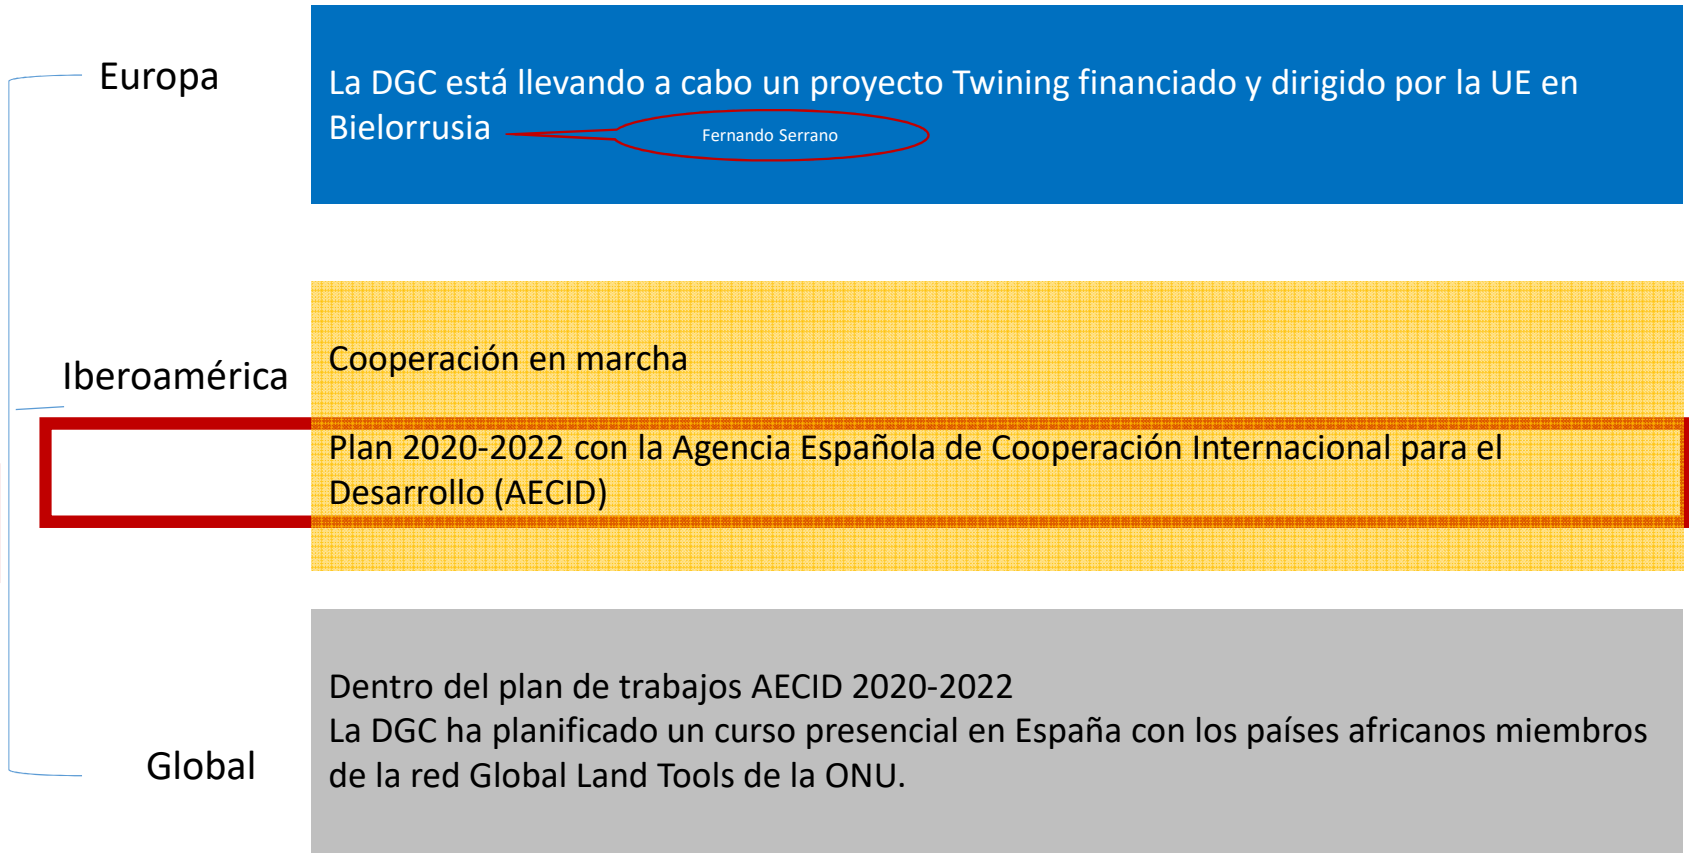 Europa
La DGC está llevando a cabo un proyecto Twining financiado y dirigido por la UE en
Bielorrusia
Fernando Serrano
Iberoamérica
Cooperación en marcha
Plan 2020-2022 con la Agencia Española de Cooperación Internacional para el
Desarrollo (AECID)
Global
Dentro del plan de trabajos AECID 2020-2022
La DGC ha planificado un curso presencial en España con los países africanos miembros
de la red Global Land Tools de la ONU.